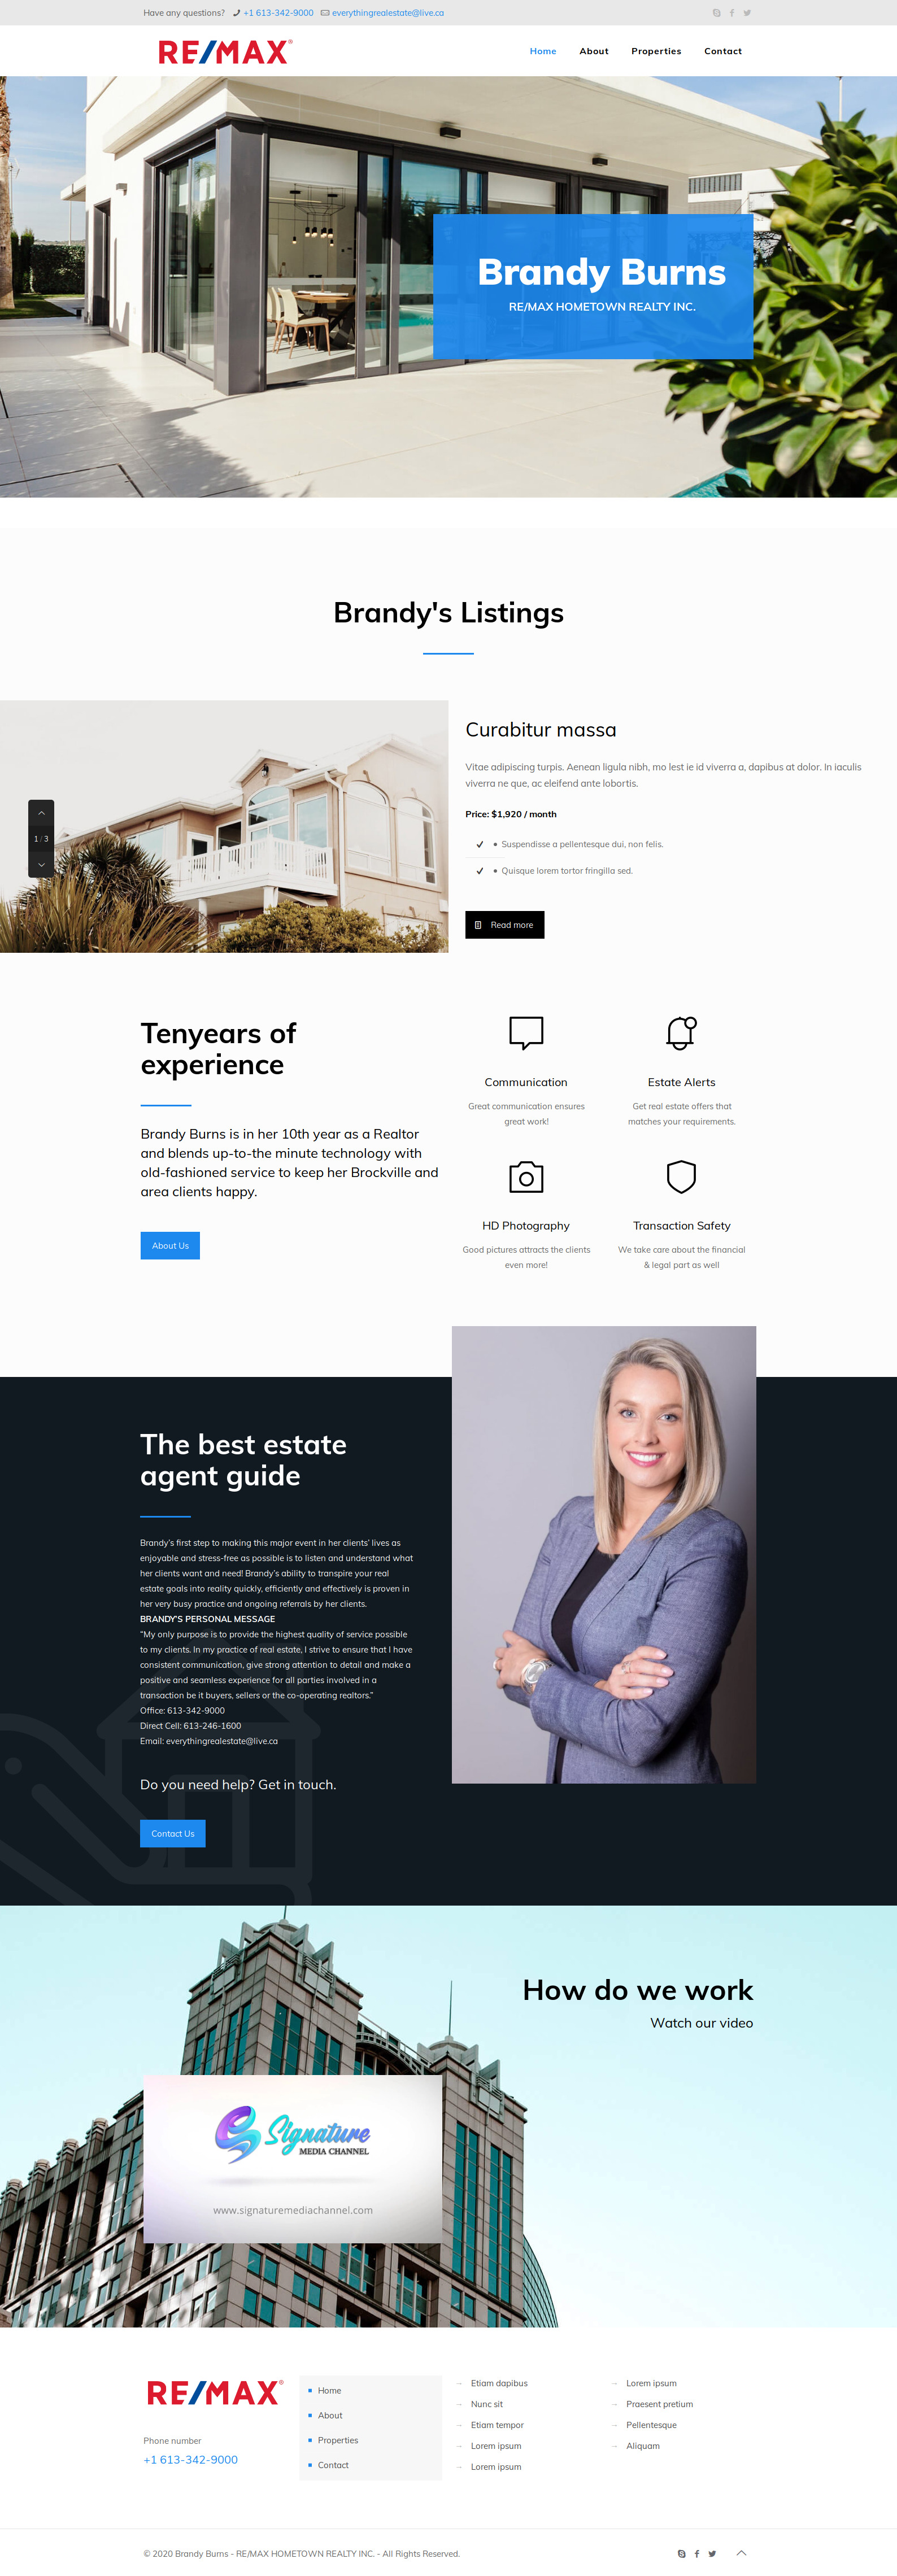 Have any questions? +1 613-342-9000 everythingrealestate@live.ca
RE/MAX®
Home About Properties Contact
Brandy Burns
RE/MAX HOMETOWN REALTY INC.
Brandy's Listings
1 / 3
Curabitur massa
Vitae adipiscing turpis. Aenean ligula nibh, mo lest ie id viverra a, dapibus at dolor. In iaculis
viverra ne que, ac eleifend ante lobortis.
Price: $1,920 / month
Suspendisse a pellentesque dui, non felis.
Quisque lorem tortor fringilla sed.
Read more
Tenyears of
experience
Brandy Burns is in her 10th year as a Realtor
and blends up-to-the minute technology with
old-fashioned service to keep her Brockville and
area clients happy.
About Us
Communication
Great communication ensures
great work!
Estate Alerts
Get real estate offers that
matches your requirements.
HD Photography
Good pictures attracts the clients
even more!
Transaction Safety
We take care about the financial
& legal part as well
The best estate
agent guide
Brandy's first step to making this major event in her clients' lives as
enjoyable and stress-free as possible is to listen and understand what
her clients want and need! Brandy's ability to transpire your real
estate goals into reality quickly, efficiently and effectively is proven in
her very busy practice and ongoing referrals by her clients.
BRANDY'S PERSONAL MESSAGE
"My only purpose is to provide the highest quality of service possible
to my clients. In my practice of real estate, I strive to ensure that I have
consistent communication, give strong attention to detail and make a
positive and seamless experience for all parties involved in a
transaction be it buyers, sellers or the co-operating realtors."
Office: 613-342-9000
Direct Cell: 613-246-1600
Email: everythingrealestate@live.ca
Do you need help? Get in touch.
Contact Us
How do we work
Watch our video
Signature
MEDIA CHANNEL
www.signaturemediachannel.com
RE/MAX®
Phone number
+1 613-342-9000
Home
About
Properties
Contact
Etiam dapibus
Nunc sit
Etiam tempor
Lorem ipsum
Lorem ipsum
Lorem ipsum
Praesent pretium
Pellentesque
Aliquam
© 2020 Brandy Burns - RE/MAX HOMETOWN REALTY INC. - All Rights Reserved.